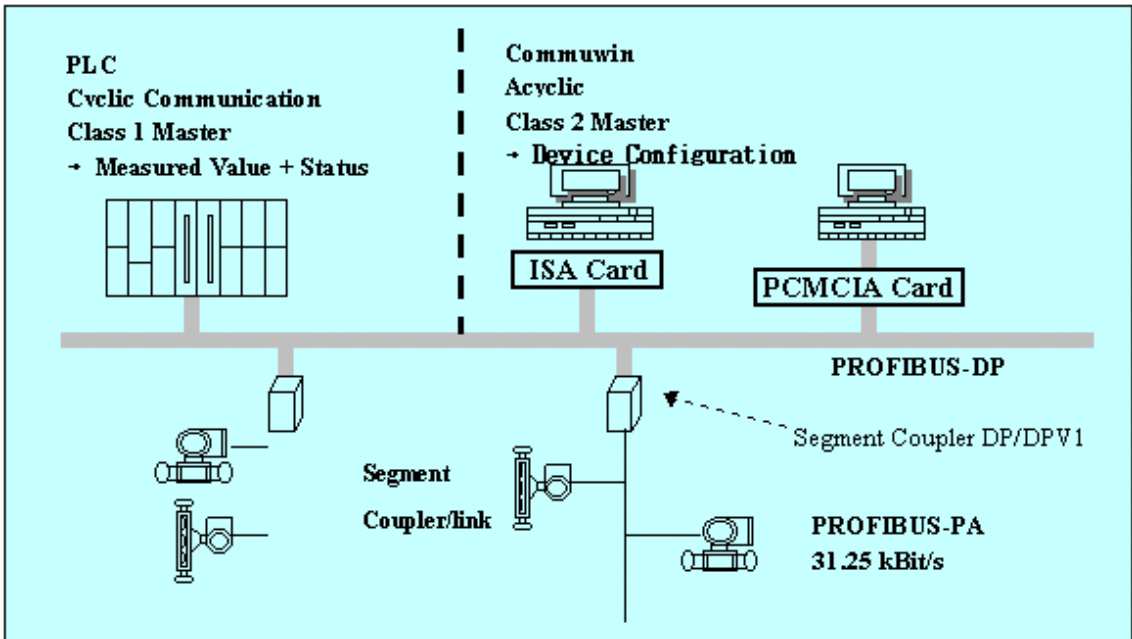 PLC
Cyclic Communication
Class 1 Master
→ Measured Value + Status
Commuwin
Acyclic
Class 2 Master
→ Device Configuration
ISA Card
PCMCIA Card
PROFIBUS-DP
Segment Coupler DP/DPV1
Segment
Coupler/link
PROFIBUS-PA
31.25 kBit/s